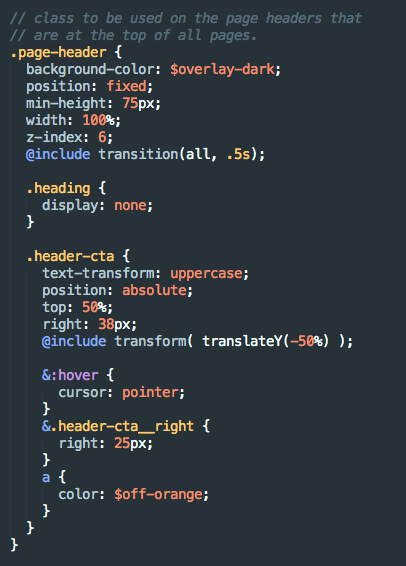 // class to be used on the page headers that
// are at the top of all pages.
.page-header {
  background-color: $overlay-dark;
  position: fixed;
  min-height: 75px;
  width: 100%;
  z-index: 6;
  @include transition(all, .5s);

  .heading {
    display: none;
  }

  .header-cta {
    text-transform: uppercase;
    position: absolute;
    top: 50%;
    right: 38px;
    @include transform( translateY(-50%) );

    &:hover {
      cursor: pointer;
    }
    &.header-cta__right {
      right: 25px;
    }
    a {
      color: $off-orange;
    }
  }
}